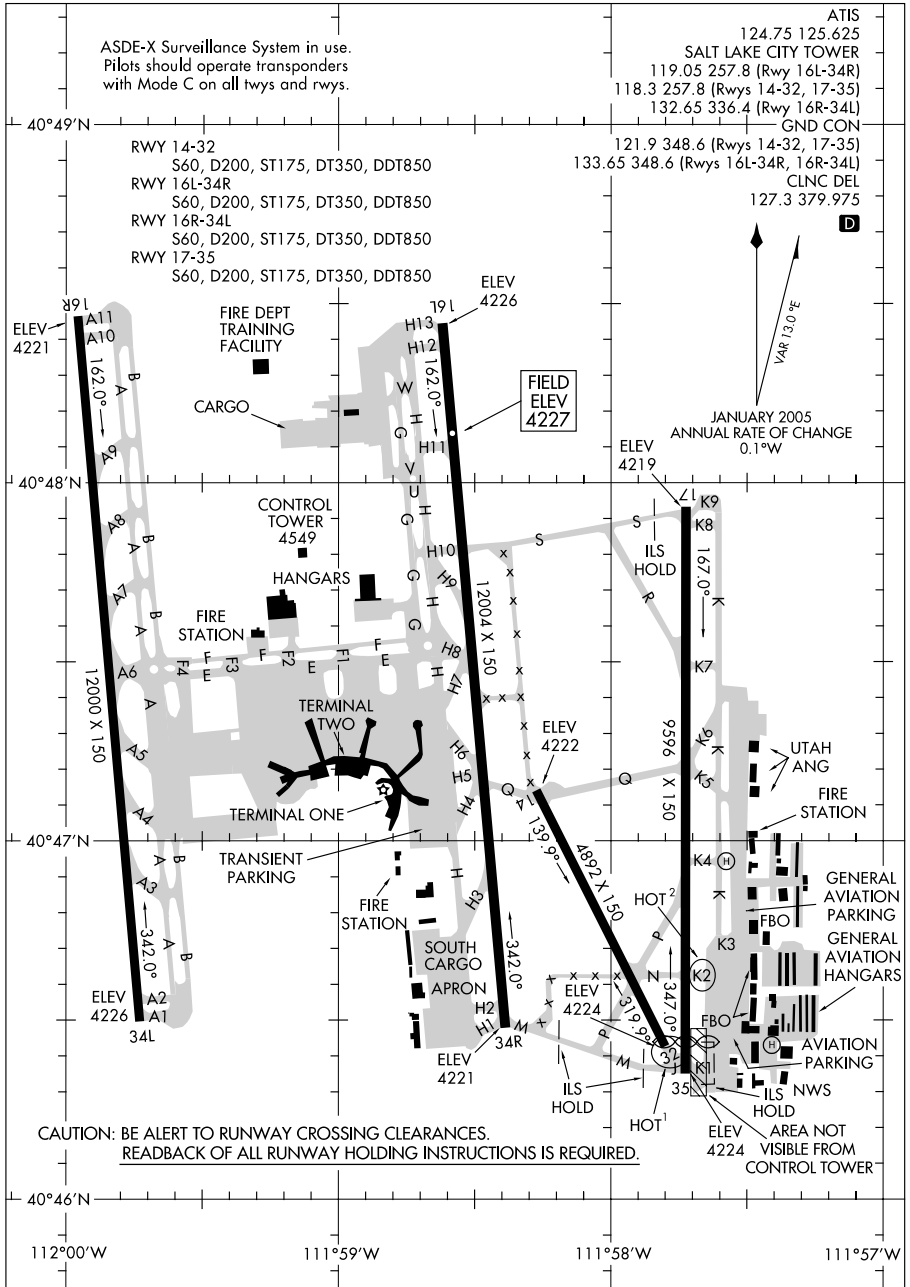 ATIS
124.75 125.625
SALT LAKE CITY TOWER
119.05 257.8 (Rwy 16L-34R)
118.3 257.8 (Rwys 14-32, 17-35)
132.65 336.4 (Rwy 16R-34L)
GND CON
121.9 348.6 (Rwys 14-32, 17-35)
133.65 348.6 (Rwys 16L-34R, 16R-34L)
CLNC DEL
127.3 379.975
D
ASDE-X Surveillance System in use.
Pilots should operate transponders
with Mode C on all twys and rwys.
40°49'N
RWY 14-32
S60, D200, ST175, DT350, DDT850
RWY 16L-34R
S60, D200, ST175, DT350, DDT850
RWY 16R-34L
S60, D200, ST175, DT350, DDT850
RWY 17-35
S60, D200, ST175, DT350, DDT850
VAR 13.0 °E
JANUARY 2005
ANNUAL RATE OF CHANGE
0.1°W
16R
ELEV
4221
A11
A10
162.0°
B
A
A9
FIRE DEPT
TRAINING
FACILITY
CARGO
16L
ELEV
4226
H13
H12
162.0°
W
H
G
H11
V
U
FIELD
ELEV
4227
ELEV
4219
17
K9
K8
40°48'N
A8
B
A
A7
B
A
CONTROL
TOWER
4549
HANGARS
FIRE
STATION
H
G
H10
H9
G
H
G
S
S
ILS
HOLD
R
167.0°
K
K
K7
x
x
x
x
x
x
x
x
x
x
x
12000 X 150
12004 X 150
9596 X 150
A6
F4
F
E
F3
F
F2
E
F1
F
E
H8
H
H7
A
A5
A4
TERMINAL
TWO
TERMINAL ONE
H6
H5
H4
Q
Q
ELEV
4222
14
139.9°
K6
K
K5
UTAH
ANG
FIRE
STATION
40°47'N
TRANSIENT
PARKING
4892 X 150
K4
H
HOT²
K
A
B
A3
A
B
342.0°
FIRE
STATION
H
H3
342.0°
P
K3
FBO
GENERAL
AVIATION
PARKING
GENERAL
AVIATION
HANGARS
SOUTH
CARGO
APRON
x
x
x
x
x
N
K2
ELEV
4226
A2
A1
34L
H2
H1
34R
W
x
x
ELEV
4221
ELEV
4224
319.9°
347.0°
P
W
32
J
K1
35
FBO
H
AVIATION
PARKING
ILS
HOLD
HOT¹
ILS
HOLD
NWS
ELEV
4224
AREA NOT
VISIBLE FROM
CONTROL TOWER
CAUTION: BE ALERT TO RUNWAY CROSSING CLEARANCES.
READBACK OF ALL RUNWAY HOLDING INSTRUCTIONS IS REQUIRED.
40°46'N
112°00'W
111°59'W
111°58'W
111°57'W